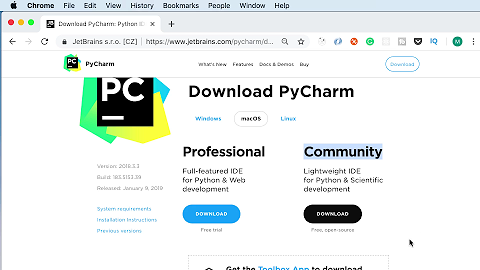 Chrome File Edit View History Bookmarks People Window Help
Download PyCharm: Python ID
JetBrains s.r.o. [CZ] https://www.jetbrains.com/pycharm/d...
PC PyCharm What's New Features Docs & Demos Buy Download
PC
Download PyCharm
Windows macOS Linux
Professional Community
Full-featured IDE
for Python & Web
development
Lightweight IDE
for Python & Scientific
development
Version: 2018.3.3
Build: 183.5153.39
Released: January 9, 2019
System requirements
Installation Instructions
Previous versions
DOWNLOAD DOWNLOAD
Free trial Free, open-source
Get the Toolbox App to download